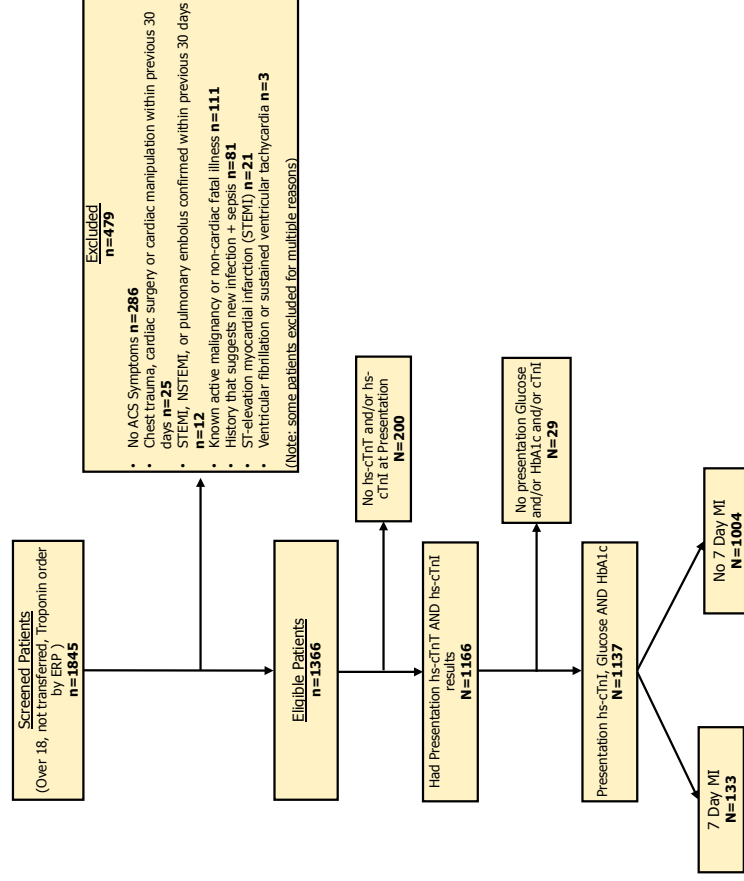 Screened Patients
(Over 18, not transferred, Troponin order
by ERP )
n=1845
Excluded
n=479
• No ACS Symptoms n=286
• Chest trauma, cardiac surgery or cardiac manipulation within previous 30
days n=25
• STEMI, NSTEMI, or pulmonary embolus confirmed within previous 30 days
n=12
• Known active malignancy or non-cardiac fatal illness n=111
• History that suggests new infection + sepsis n=81
• ST-elevation myocardial infarction (STEMI) n=21
• Ventricular fibrillation or sustained ventricular tachycardia n=3
(Note: some patients excluded for multiple reasons)
Eligible Patients
n=1366
No hs-cTnT and/or hs-
cTnI at Presentation
N=200
Had Presentation hs-cTnT AND hs-cTnI
results
N=1166
No presentation Glucose
and/or HbA1c and/or cTnI
N=29
Presentation hs-cTnI, Glucose AND HbA1c
N=1137
7 Day MI
N=133
No 7 Day MI
N=1004